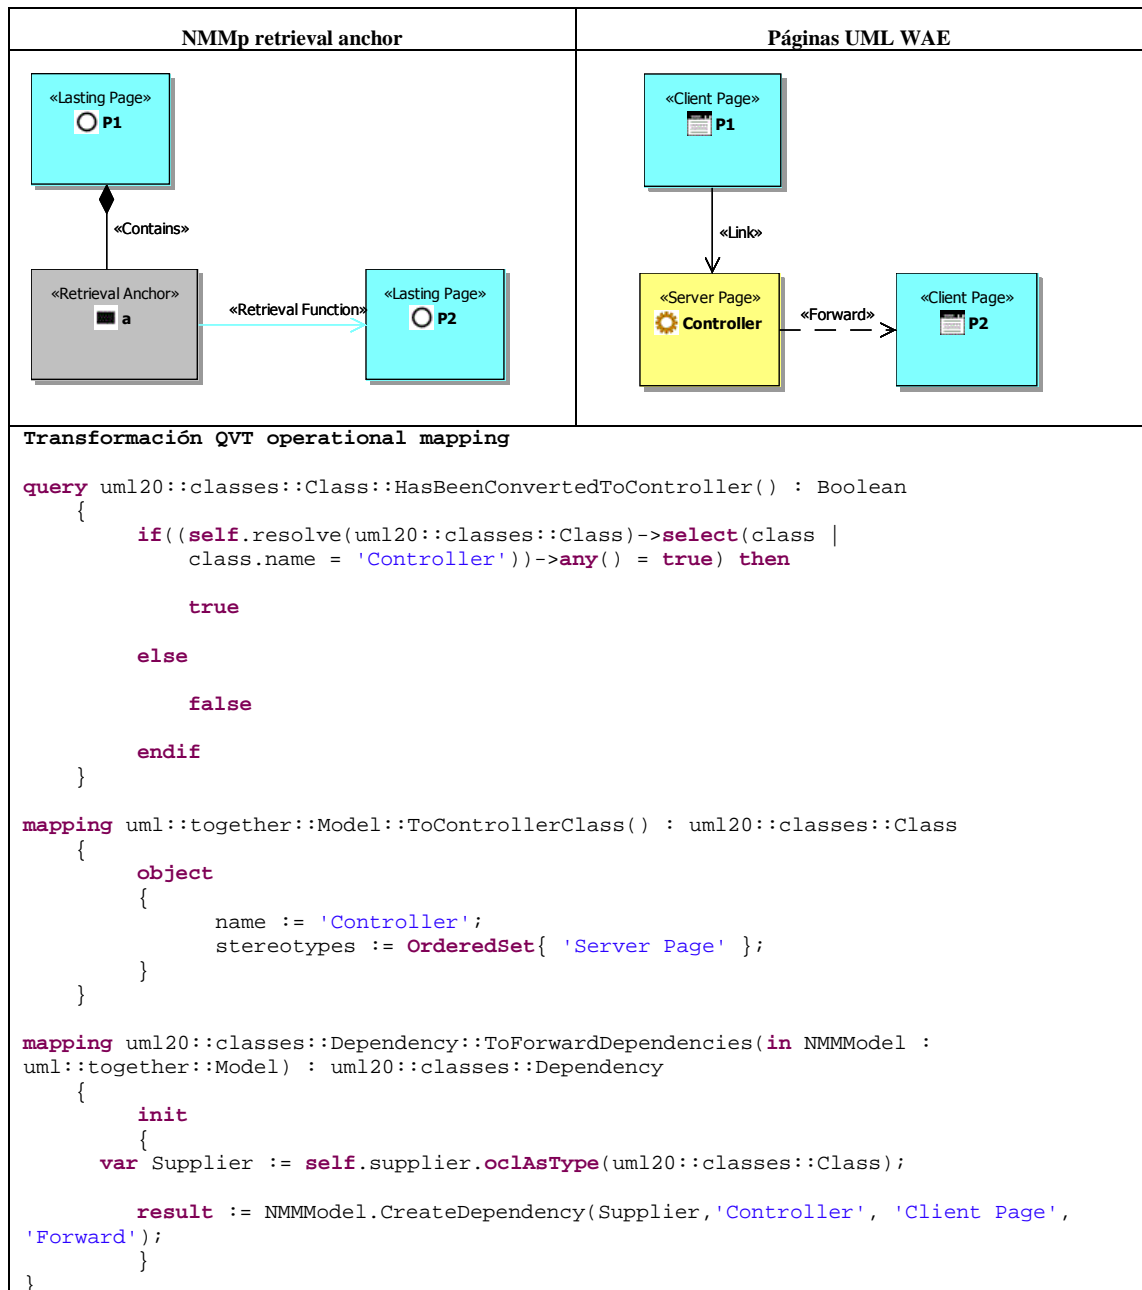 NMMp retrieval anchor
Páginas UML WAE
«Lasting Page»
P1
«Contains»
«Retrieval Anchor»
a
«Retrieval Function»
«Lasting Page»
P2
«Client Page»
P1
«Link»
«Server Page»
Controller
«Forward»
«Client Page»
P2
Transformación QVT operational mapping
query uml20::classes::Class::HasBeenConvertedToController() : Boolean
{
if((self.resolve(uml20::classes::Class)->select(class |
class.name = 'Controller'))->any() = true) then
true
else
false
endif
}
mapping uml::together::Model::ToControllerClass() : uml20::classes::Class
{
object
{
name := 'Controller';
stereotypes := OrderedSet{ 'Server Page' };
}
}
mapping uml20::classes::Dependency::ToForwardDependencies(in NMMModel :
uml::together::Model) : uml20::classes::Dependency
{
init
{
var Supplier := self.supplier.oclAsType(uml20::classes::Class);
result := NMMModel.CreateDependency(Supplier,'Controller', 'Client Page',
'Forward');
}
}